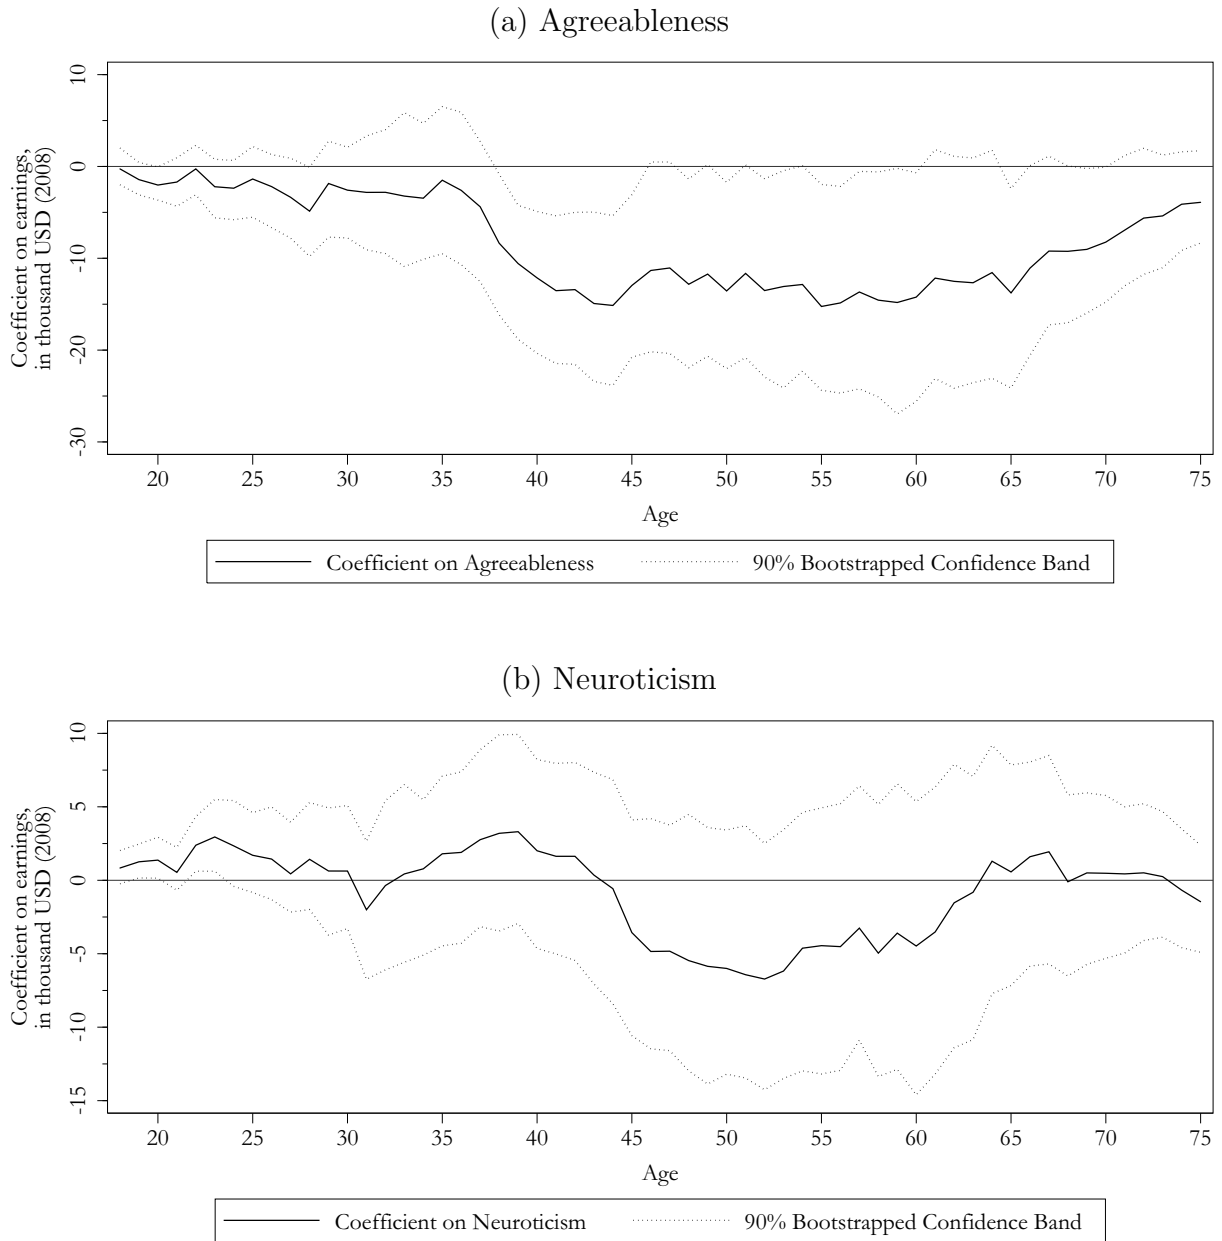 (a) Agreeableness
Coefficient on earnings,
in thousand USD (2008)
10
0
-10
-20
-30
20 25 30 35 40 45 50 55 60 65 70 75
Age
Coefficient on Agreeableness 90% Bootstrapped Confidence Band
(b) Neuroticism
Coefficient on earnings,
in thousand USD (2008)
10
5
0
-5
-10
-15
20 25 30 35 40 45 50 55 60 65 70 75
Age
Coefficient on Neuroticism 90% Bootstrapped Confidence Band